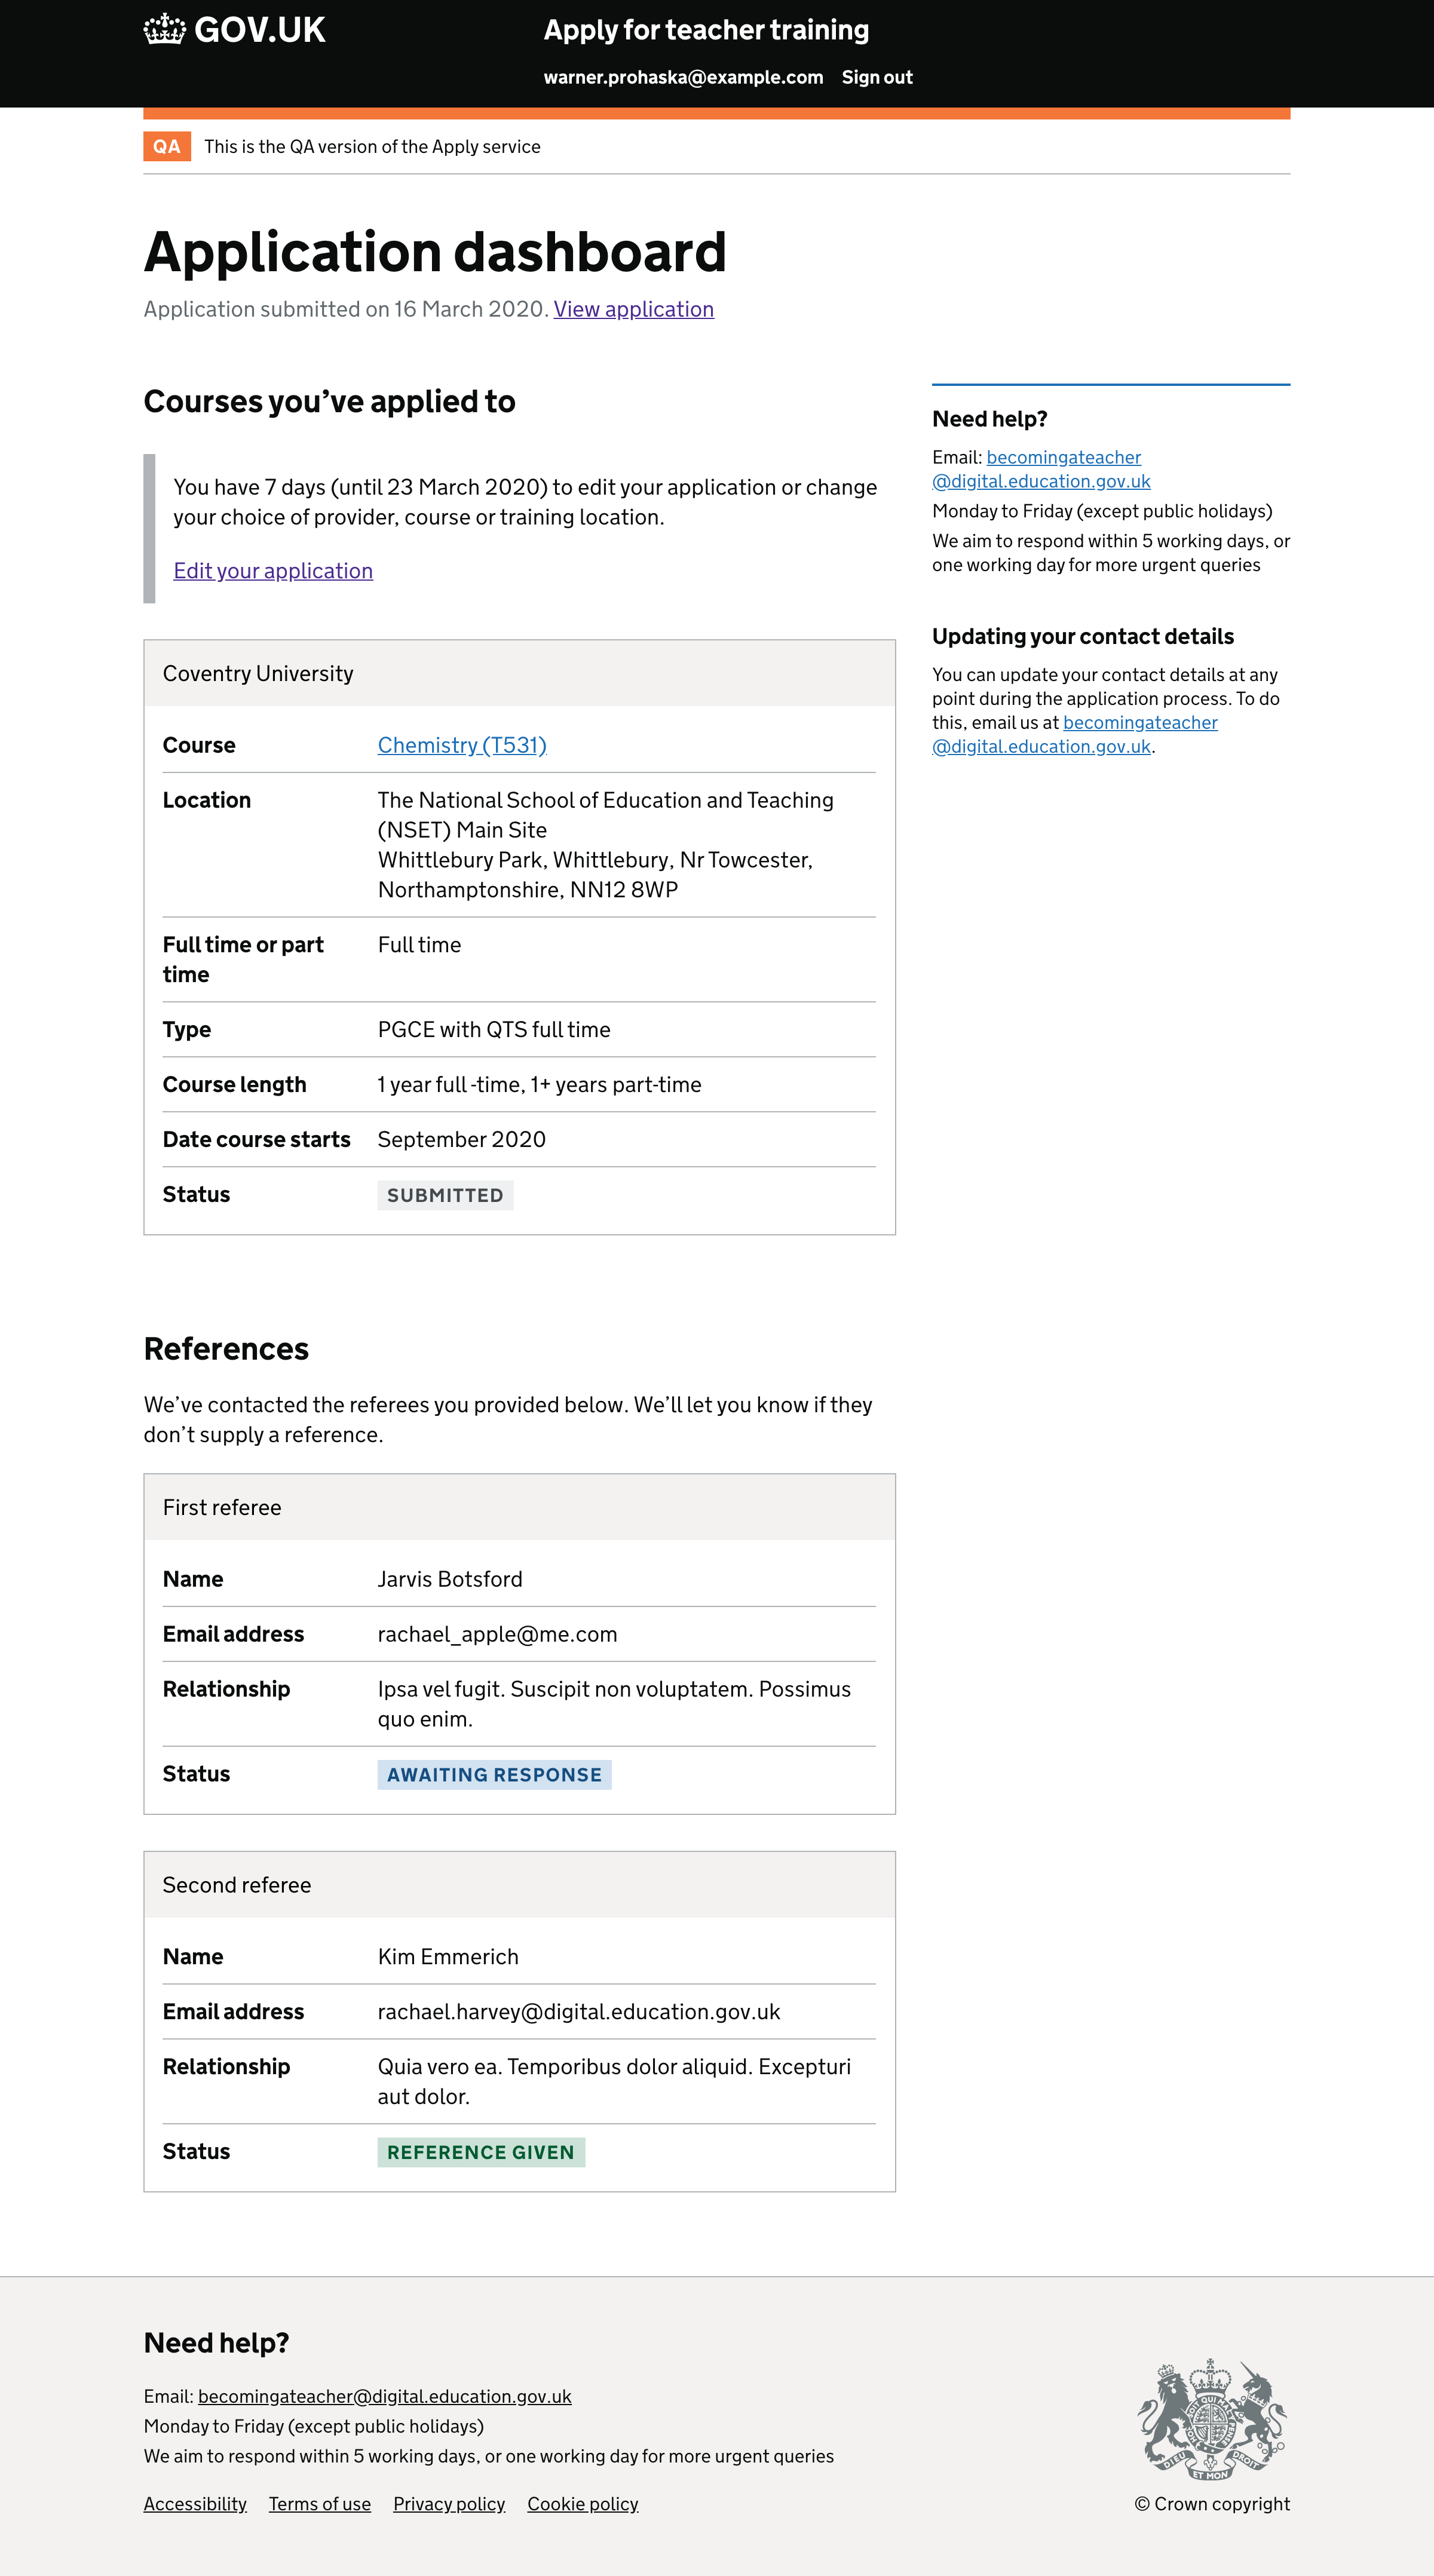 GOV.UK
Apply for teacher training
warner.prohaska@example.com Sign out
QA This is the QA version of the Apply service
Application dashboard
Application submitted on 16 March 2020. View application
Courses you’ve applied to
You have 7 days (until 23 March 2020) to edit your application or change
your choice of provider, course or training location.
Edit your application
Coventry University
Course Chemistry (T531)
Location The National School of Education and Teaching
(NSET) Main Site
Whittlebury Park, Whittlebury, Nr Towcester,
Northamptonshire, NN12 8WP
Full time or part Full time
time
Type PGCE with QTS full time
Course length 1 year full -time, 1+ years part-time
Date course starts September 2020
Status SUBMITTED
Need help?
Email: becomingateacher
@digital.education.gov.uk
Monday to Friday (except public holidays)
We aim to respond within 5 working days, or
one working day for more urgent queries
Updating your contact details
You can update your contact details at any
point during the application process. To do
this, email us at becomingateacher
@digital.education.gov.uk.
References
We’ve contacted the referees you provided below. We’ll let you know if they
don’t supply a reference.
First referee
Name Jarvis Botsford
Email address rachael_apple@me.com
Relationship Ipsa vel fugit. Suscipit non voluptatem. Possimus
quo enim.
Status AWAITING RESPONSE
Second referee
Name Kim Emmerich
Email address rachael.harvey@digital.education.gov.uk
Relationship Quia vero ea. Temporibus dolor aliquid. Excepturi
aut dolor.
Status REFERENCE GIVEN
Need help?
Email: becomingateacher@digital.education.gov.uk
Monday to Friday (except public holidays)
We aim to respond within 5 working days, or one working day for more urgent queries
Accessibility Terms of use Privacy policy Cookie policy
DIEU ET MON DROIT
© Crown copyright